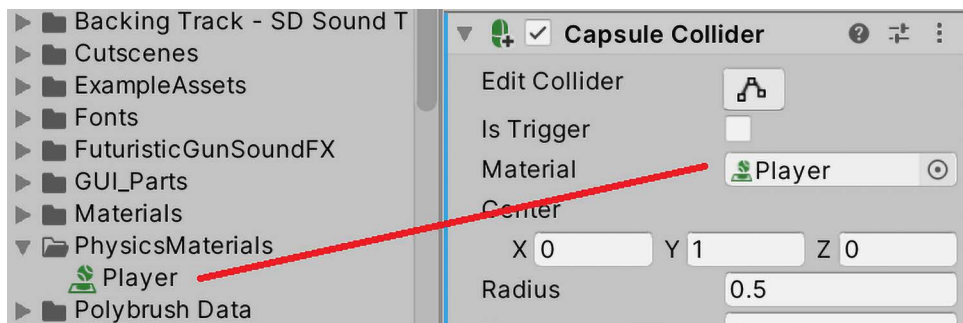 Backing Track - SD Sound T
Cutscenes
ExampleAssets
Fonts
FuturisticGunSoundFX
GUI_Parts
Materials
PhysicsMaterials
Player
Polybrush Data
Capsule Collider
Edit Collider
Is Trigger
Material Player
Center
X 0 Y 1 Z 0
Radius 0.5